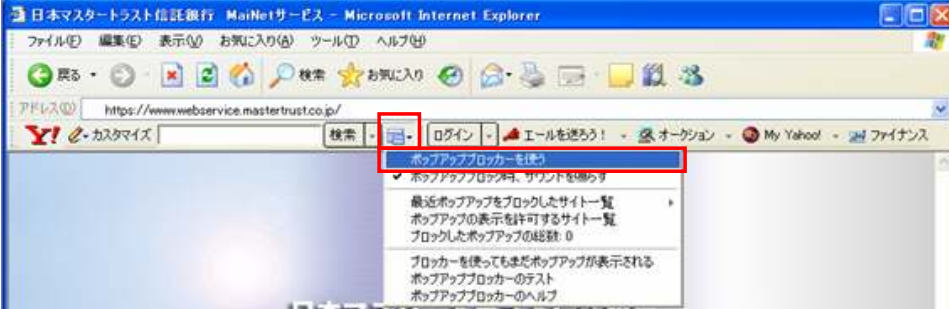 日本マスタートラスト信託銀行 MaiNetサービス - Microsoft Internet Explorer
ファイル(F) 編集(E) 表示(V) お気に入り(A) ツール(T) ヘルプ(H)
戻る 検索 お気に入り
アドレス(D) https://www.webservice.mastertrust.co.jp/
Y! カスタマイズ 検索 ログイン エールを送ろう! オークション My Yahoo! ファイナンス
ポップアップブロッカーを使う
ポップアップブロック時、サウンドを鳴らす
最近ポップアップをブロックしたサイト一覧
ポップアップの表示を許可するサイト一覧
ブロックしたポップアップの総数: 0
ブロッカーを使ってもまだポップアップが表示される
ポップアップブロッカーのテスト
ポップアップブロッカーのヘルプ